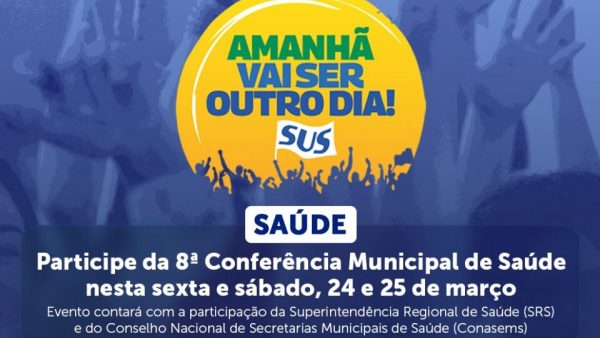 AMANHÃ
VAI SER
OUTRO DIA!
SUS
SAÚDE
Participe da 8ª Conferência Municipal de Saúde
nesta sexta e sábado, 24 e 25 de março
Evento contará com a participação da Superintendência Regional de Saúde (SRS)
e do Conselho Nacional de Secretarias Municipais de Saúde (Conasems)